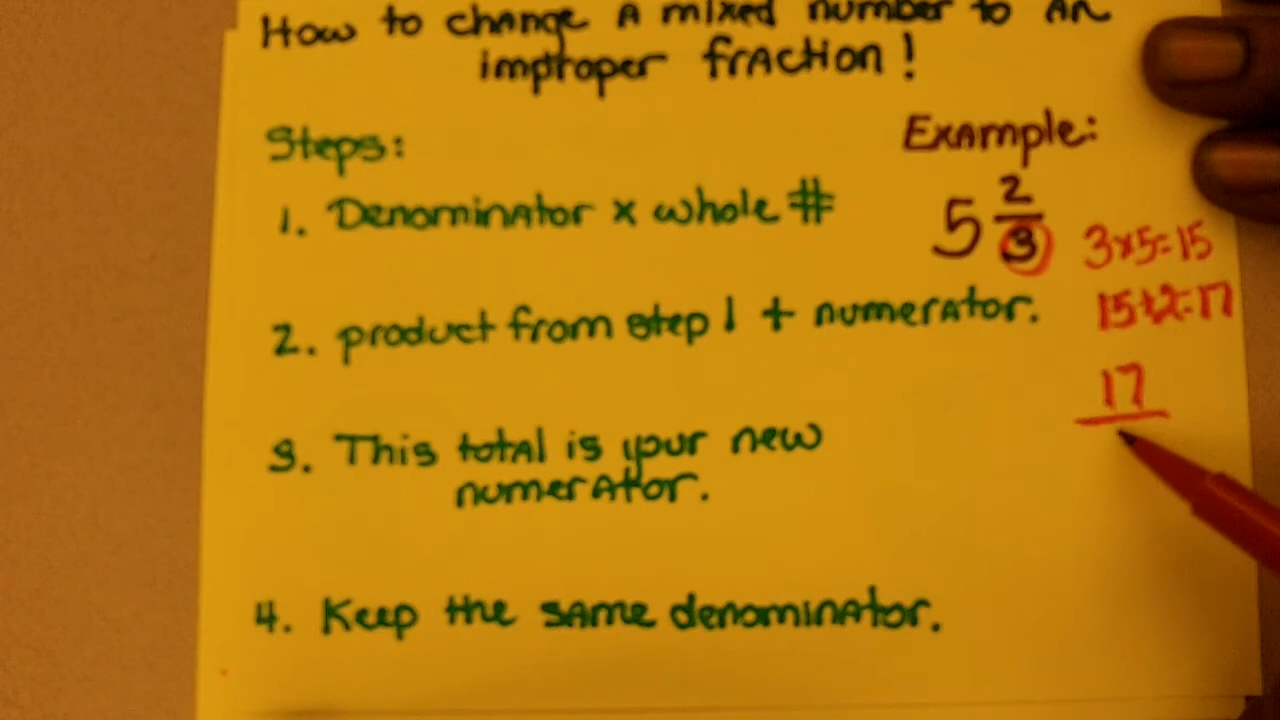 How to change A mixed number to An
improper frAction!
Steps:
Example:
1. Denominator x whole #
5 2/3
3x5=15
2. product from step 1 + numerAtor.
15+2=17
17
3. This total is your new
numerAtor.
4. Keep the sAme denominAtor.